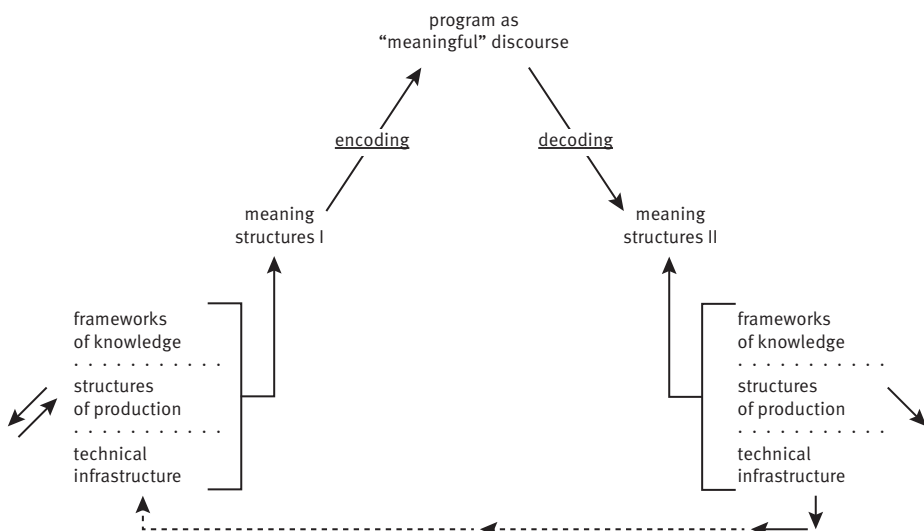 program as
“meaningful” discourse
encoding
decoding
meaning
structures I
meaning
structures II
frameworks
of knowledge
structures
of production
technical
infrastructure
frameworks
of knowledge
structures
of production
technical
infrastructure